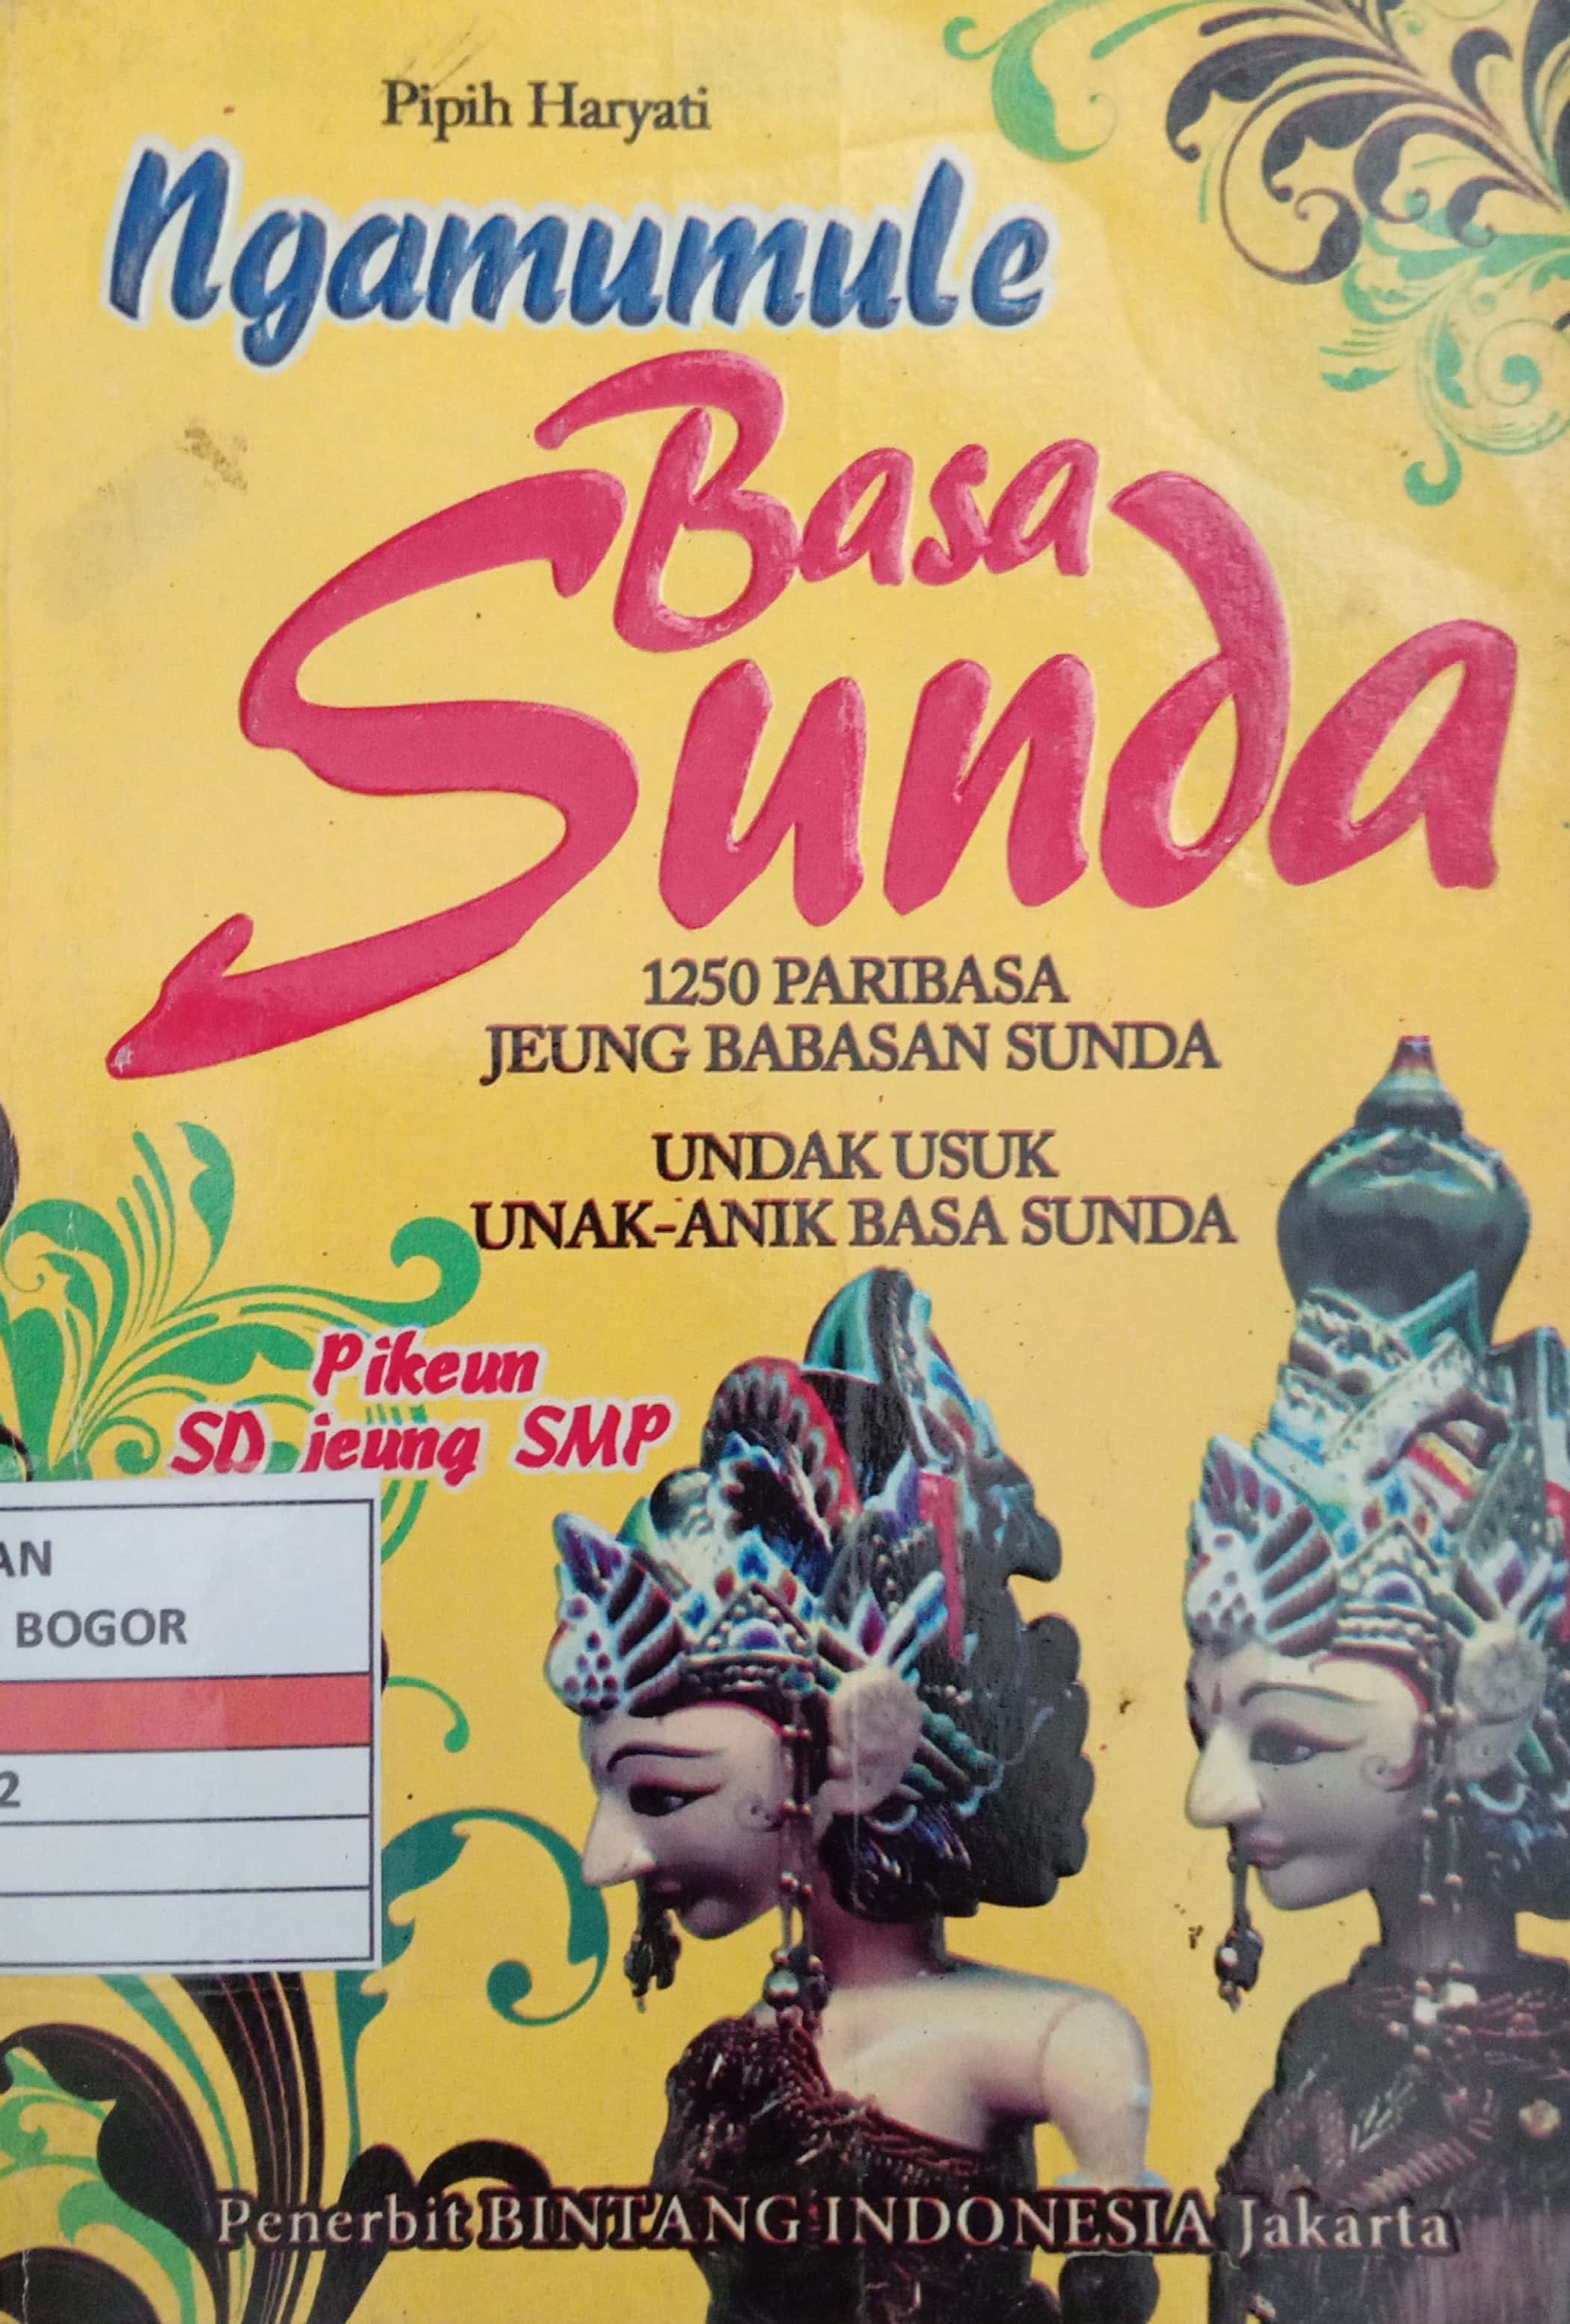 Pipih Haryati
Ngamumule
Basa
Sunda
1250 PARIBASA
JEUNG BABASAN SUNDA
UNDAK USUK
UNAK-ANIK BASA SUNDA
Pikeun
SD jeung SMP
AN
BOGOR
2
Penerbit BINTANG INDONESIA Jakarta